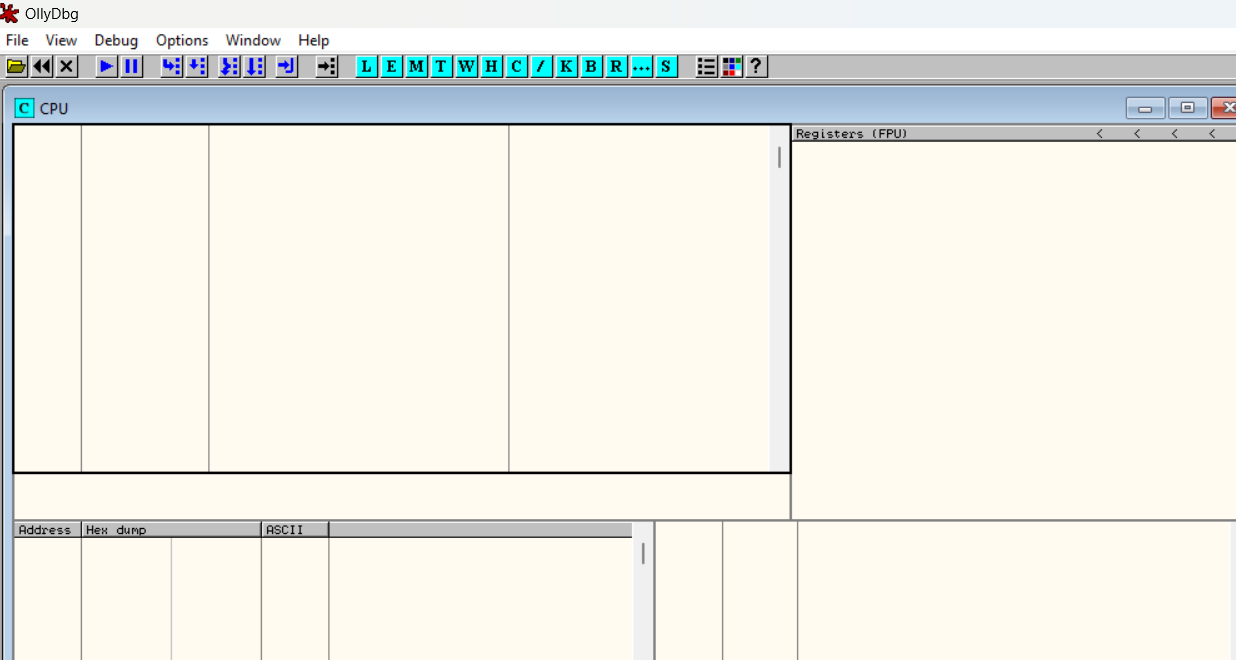 OllyDbg
File View Debug Options Window Help
L E M T W H C / K B R ... S ?
C CPU
Registers (FPU) < < < <
Address Hex dump ASCII